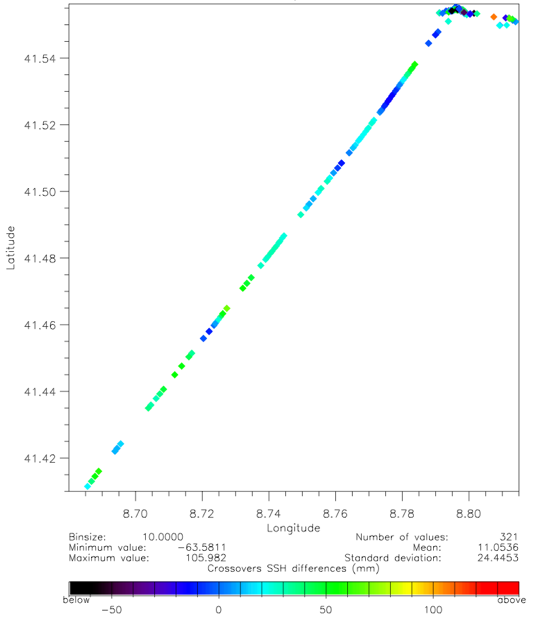 41.54
41.52
41.50
41.48
41.46
41.44
41.42
Latitude
8.70 8.72 8.74 8.76 8.78 8.80
Longitude
Binsize: 10.0000 Number of values: 321
Minimum value: −63.5811 Mean: 11.0536
Maximum value: 105.982 Standard deviation: 24.4453
Crossovers SSH differences (mm)
below −50 0 50 100 above